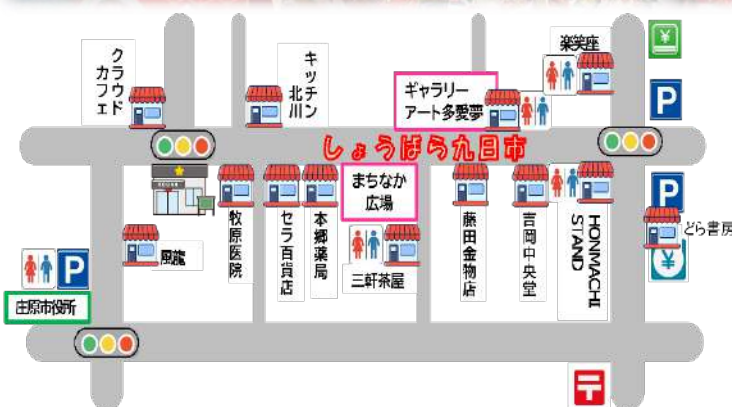 楽笑座
クラウド
カフェ
キッチン
北川
ギャラリー
アート多愛夢
P
しょうばら九日市
まちなか
広場
P
どら書房
牧原医院
セラ百貨店
本郷薬局
藤田金物店
吉岡中央堂
HONMACHI
STAND
風龍
三軒茶屋
P
庄原市役所
¥
¥
〒